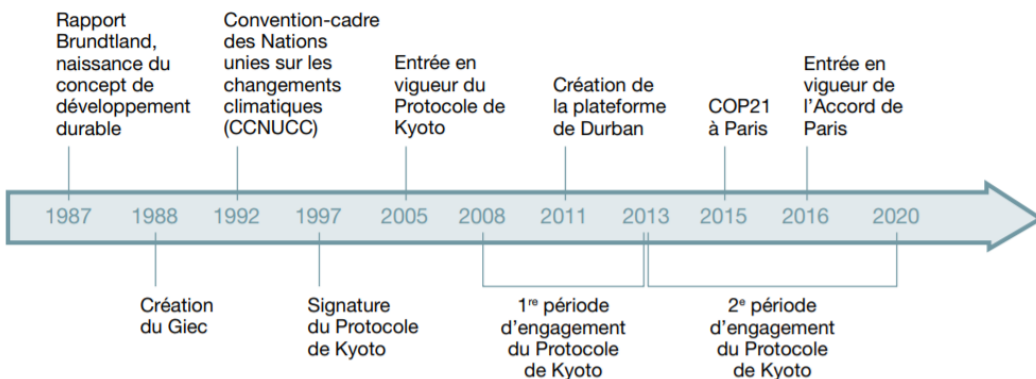 Rapport
Brundtland,
naissance du
concept de
développement
durable
Convention-cadre
des Nations
unies sur les
changements
climatiques
(CCNUCC)
Entrée en
vigueur du
Protocole de
Kyoto
Création de
la plateforme
de Durban
COP21
à Paris
Entrée en
vigueur de
l’Accord de
Paris
1987 1988 1992 1997 2005 2008 2011 2013 2015 2016 2020
Création
du Giec
Signature
du Protocole
de Kyoto
1re période
d’engagement
du Protocole
de Kyoto
2e période
d’engagement
du Protocole
de Kyoto